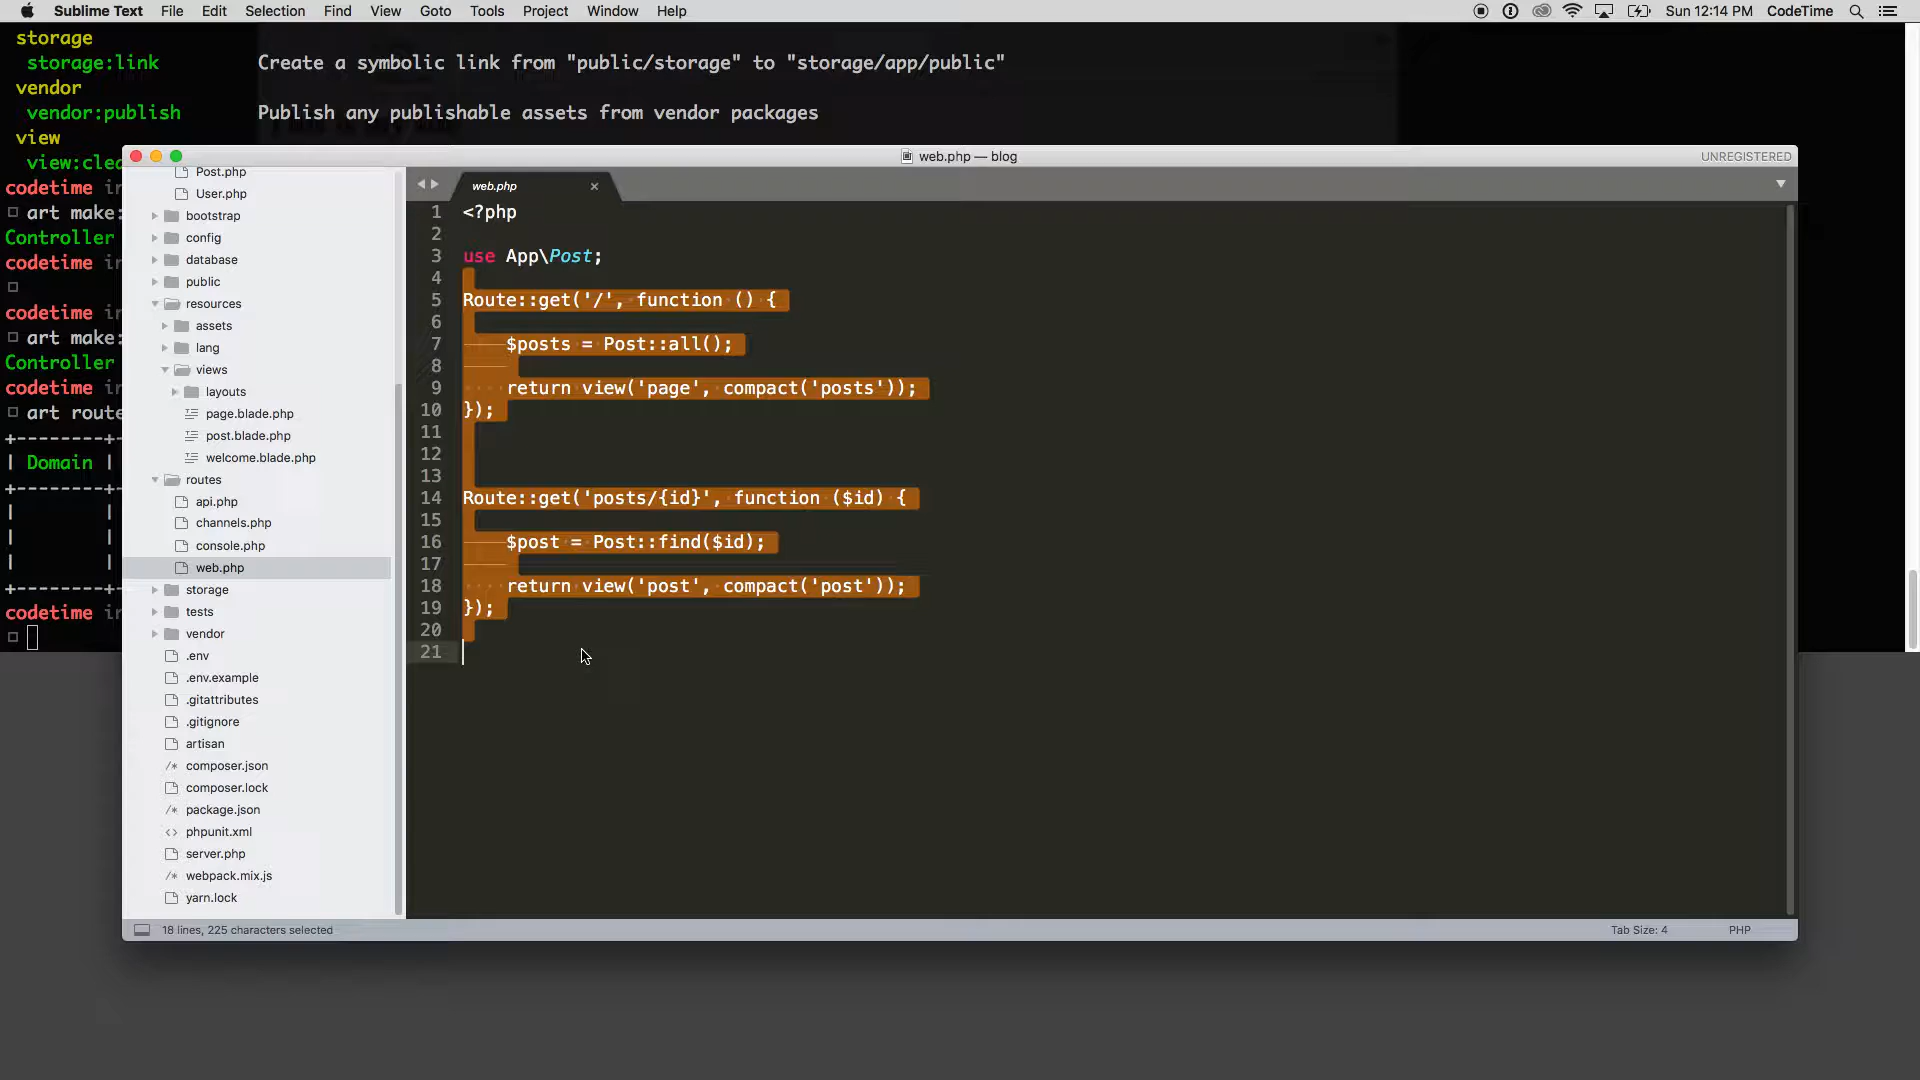 Sublime Text File Edit Selection Find View Goto Tools Project Window Help Sun 12:14 PM CodeTime
storage
storage:link Create a symbolic link from "public/storage" to "storage/app/public"
vendor
vendor:publish Publish any publishable assets from vendor packages
view
view:clea
codetime in
art make:
Controller
codetime in
codetime in
art make:
Controller
codetime in
art route
+--------+-
| Domain |
+--------+-
| |
| |
| |
+--------+-
codetime in
web.php — blog
UNREGISTERED
Post.php
User.php
bootstrap
config
database
public
resources
assets
lang
views
layouts
page.blade.php
post.blade.php
welcome.blade.php
routes
api.php
channels.php
console.php
web.php
storage
tests
vendor
.env
.env.example
.gitattributes
.gitignore
artisan
/* composer.json
composer.lock
/* package.json
<> phpunit.xml
server.php
/* webpack.mix.js
yarn.lock
web.php
1 <?php
2
3 use App\Post;
4
5 Route::get('/', function () {
6
7 $posts = Post::all();
8
9 return view('page', compact('posts'));
10 });
11
12
13
14 Route::get('posts/{id}', function ($id) {
15
16 $post = Post::find($id);
17
18 return view('post', compact('post'));
19 });
20
21
18 lines, 225 characters selected
Tab Size: 4 PHP